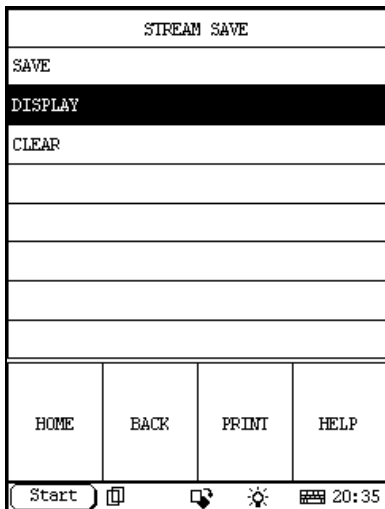 STREAM SAVE
SAVE
DISPLAY
CLEAR
HOME BACK PRINT HELP
Start 20:35